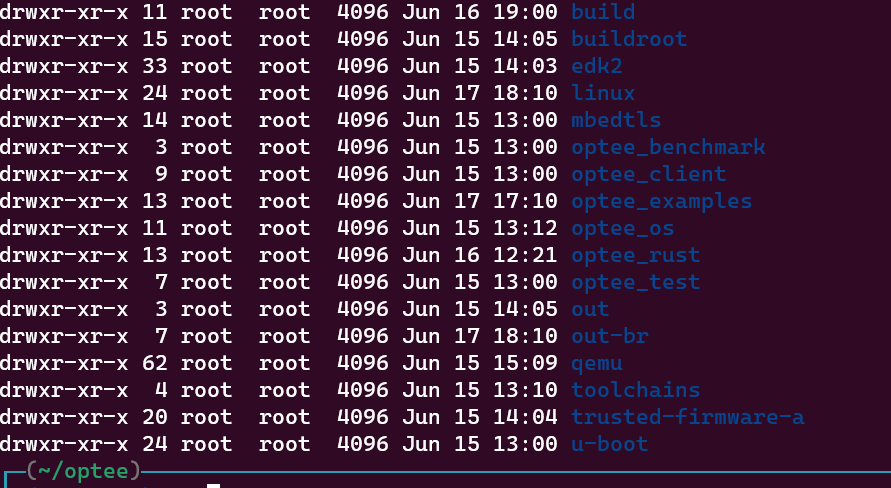 drwxr-xr-x 11 root  root  4096 Jun 16 19:00 build
drwxr-xr-x 15 root  root  4096 Jun 15 14:05 buildroot
drwxr-xr-x 33 root  root  4096 Jun 15 14:03 edk2
drwxr-xr-x 24 root  root  4096 Jun 17 18:10 linux
drwxr-xr-x 14 root  root  4096 Jun 15 13:00 mbedtls
drwxr-xr-x  3 root  root  4096 Jun 15 13:00 optee_benchmark
drwxr-xr-x  9 root  root  4096 Jun 15 13:00 optee_client
drwxr-xr-x 13 root  root  4096 Jun 17 17:10 optee_examples
drwxr-xr-x 11 root  root  4096 Jun 15 13:12 optee_os
drwxr-xr-x 13 root  root  4096 Jun 16 12:21 optee_rust
drwxr-xr-x  7 root  root  4096 Jun 15 13:00 optee_test
drwxr-xr-x  3 root  root  4096 Jun 15 14:05 out
drwxr-xr-x  7 root  root  4096 Jun 17 18:10 out-br
drwxr-xr-x 62 root  root  4096 Jun 15 15:09 qemu
drwxr-xr-x  4 root  root  4096 Jun 15 13:10 toolchains
drwxr-xr-x 20 root  root  4096 Jun 15 14:04 trusted-firmware-a
drwxr-xr-x 24 root  root  4096 Jun 15 13:00 u-boot
(~/optee)